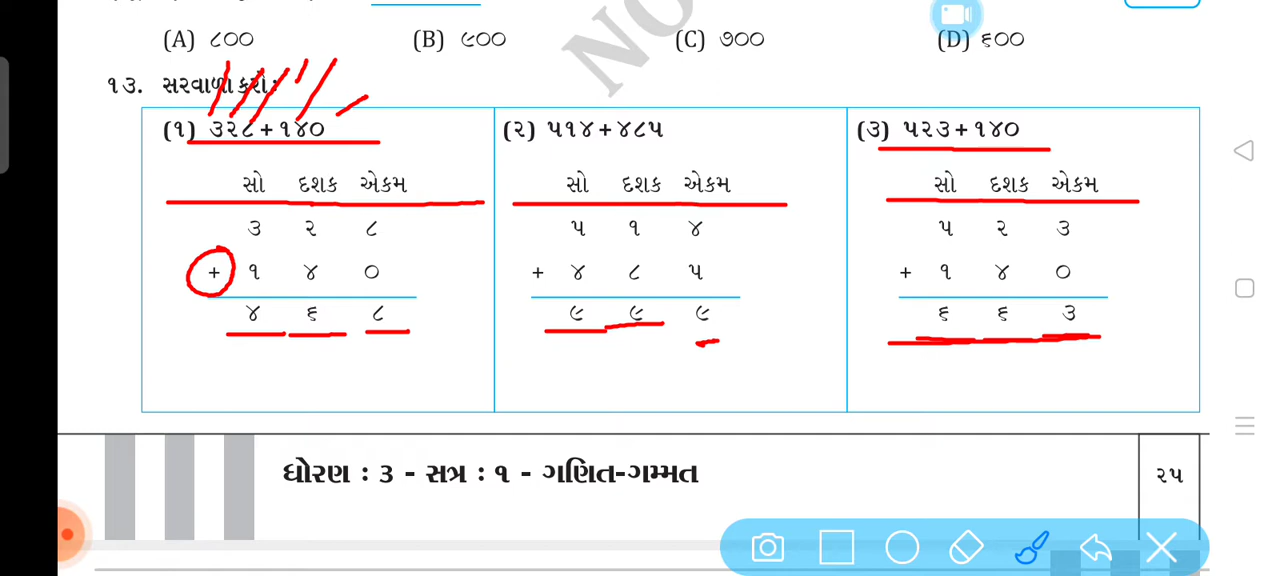 (A) ૮૦૦ (B) ૯૦૦ (C) ૭૦૦ (D) ૬૦૦
૧૩. સરવાળા કરો :
(૧) ૩૨૮ + ૧૪૦ (૨) ૫૧૪ + ૪૮૫ (૩) ૫૨૩ + ૧૪૦
સો દશક એકમ સો દશક એકમ સો દશક એકમ
૩ ૨ ૮ ૫ ૧ ૪ ૫ ૨ ૩
+ ૧ ૪ ૦ + ૪ ૮ ૫ + ૧ ૪ ૦
૪ ૬ ૮ ૯ ૯ ૯ ૬ ૬ ૩
ધોરણ : ૩ - સત્ર : ૧ - ગણિત-ગમ્મત ૨૫